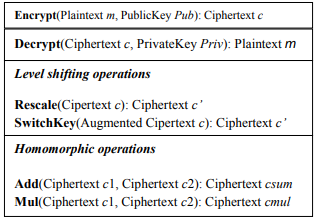 Encrypt(Plaintext m, PublicKey Pub): Ciphertext c
Decrypt(Ciphertext c, PrivateKey Priv): Plaintext m
Level shifting operations
Rescale(Cipertext c): Ciphertext c’
SwitchKey(Augmented Cipertext c): Ciphertext c’
Homomorphic operations
Add(Ciphertext c1, Ciphertext c2): Ciphertext csum
Mul(Ciphertext c1, Ciphertext c2): Ciphertext cmul